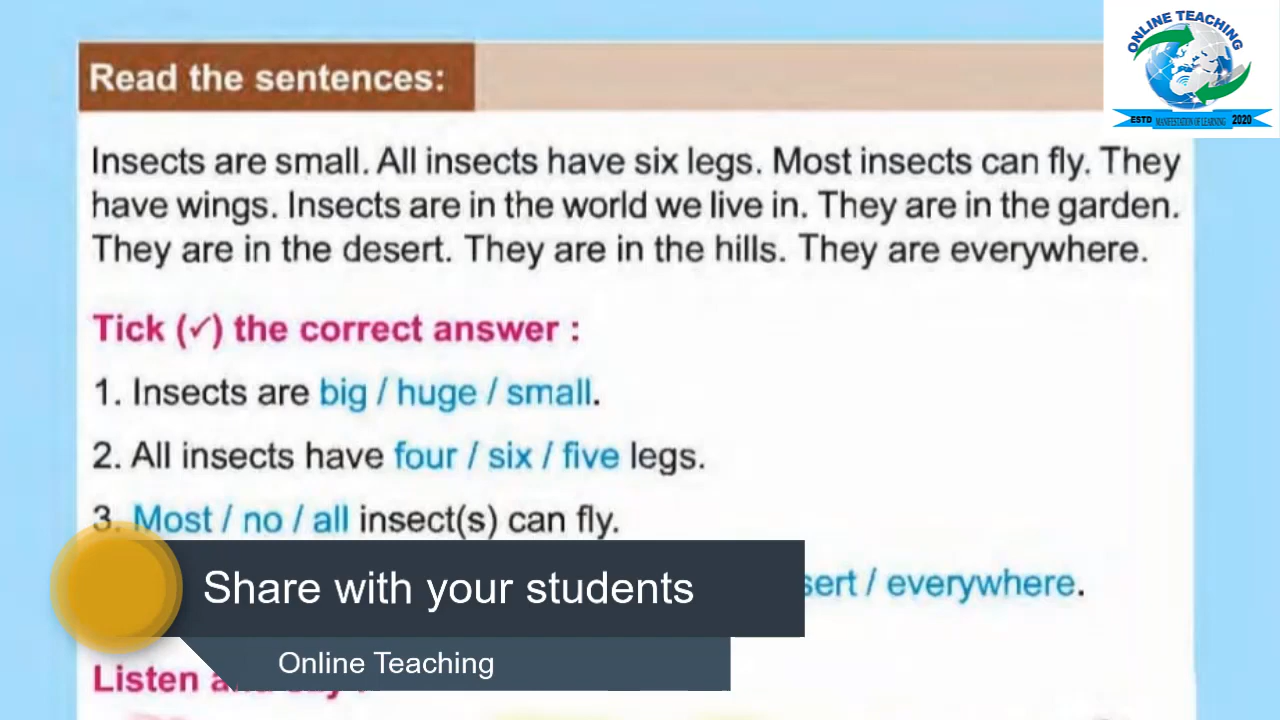 ONLINE TEACHING
ESTD MANIFESTATION OF LEARNING 2020
Read the sentences:
Insects are small. All insects have six legs. Most insects can fly. They
have wings. Insects are in the world we live in. They are in the garden.
They are in the desert. They are in the hills. They are everywhere.
Tick (✓) the correct answer :
1. Insects are big / huge / small.
2. All insects have four / six / five legs.
3. Most / no / all insect(s) can fly.
/ everywhere.
Share with your students
Online Teaching
Listen